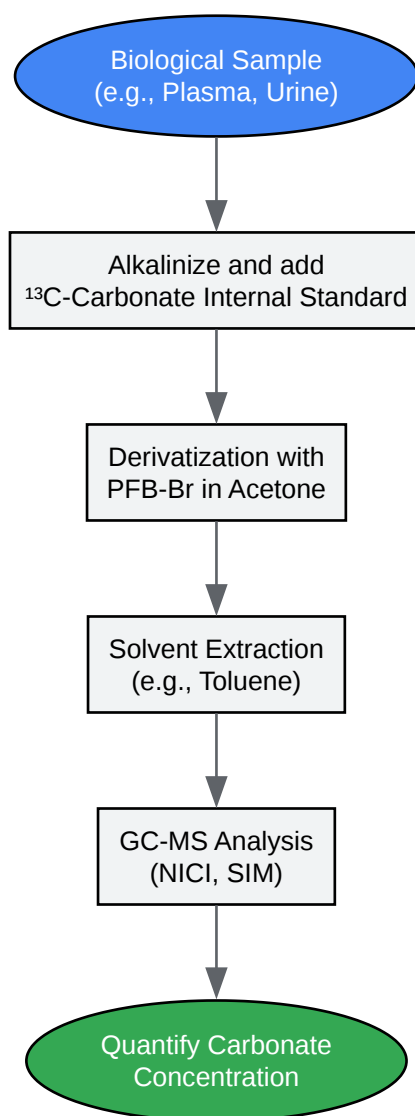 Biological Sample
(e.g., Plasma, Urine)
Alkalinize and add
¹³C-Carbonate Internal Standard
Derivatization with
PFB-Br in Acetone
Solvent Extraction
(e.g., Toluene)
GC-MS Analysis
(NICI, SIM)
Quantify Carbonate
Concentration